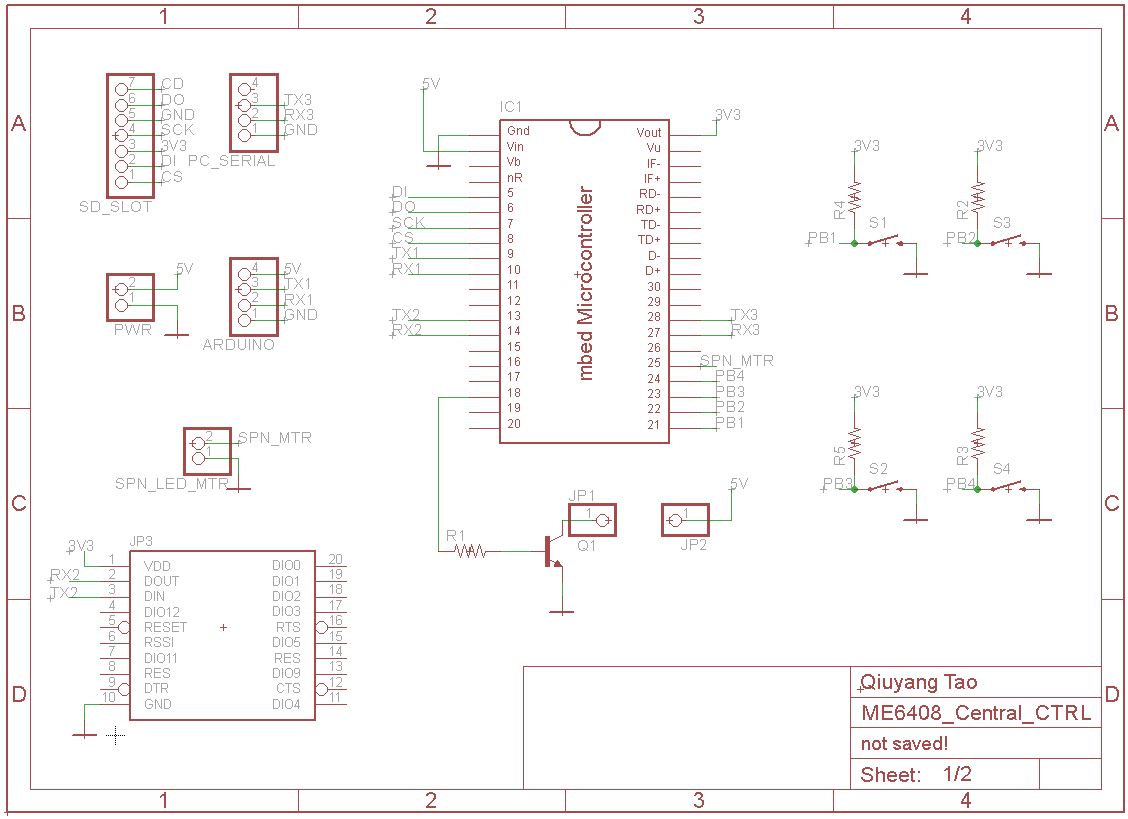 1 2 3 4
A A
B B
C C
D D
7 CD
6 DO
5 GND
4 SCK
3 3V3
2 DI
1 CS
SD_SLOT
4
3 TX3
2 RX3
1 GND
PC_SERIAL
5V
2
1
PWR
4 5V
3 TX1
2 RX1
1 GND
ARDUINO
2 SPN_MTR
1
SPN_LED_MTR
5V
IC1
3V3
mbed Microcontroller
Gnd Vout
Vin Vu
Vb IF-
nR IF+
DI 5 RD-
DO 6 RD+
SCK 7 TD-
CS 8 TD+
TX1 9 D-
RX1 10 D+
11 30
12 29
TX2 13 28 TX3
RX2 14 27 RX3
15 26
16 25 SPN_MTR
17 24 PB4
18 23 PB3
19 22 PB2
20 21 PB1
3V3
R4
S1
PB1
3V3
R2
S3
PB2
3V3
R5
S2
PB3
3V3
R3
S4
PB4
JP1
1
Q1
R1
5V
1
JP2
JP3
3V3
RX2
TX2
1 VDD DIO0 20
2 DOUT DIO1 19
3 DIN DIO2 18
4 DIO12 DIO3 17
5 RESET RTS 16
6 RSSI DIO5 15
7 DIO11 RES 14
8 RES DIO9 13
9 DTR CTS 12
10 GND DIO4 11
Qiuyang Tao
ME6408_Central_CTRL
not saved!
Sheet: 1/2
1 2 3 4